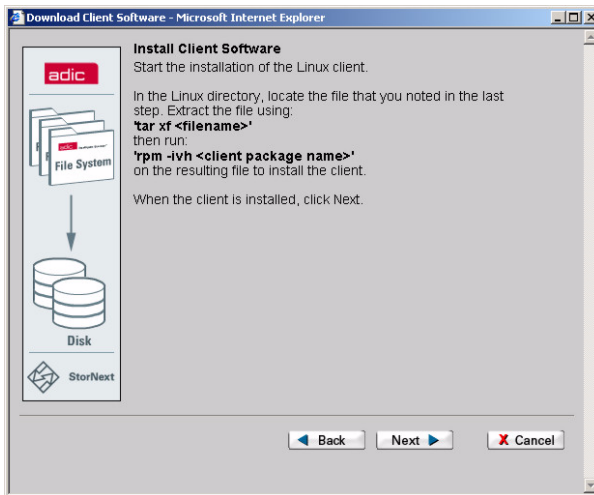 Download Client Software - Microsoft Internet Explorer
adic
File System
Disk
StorNext
Install Client Software
Start the installation of the Linux client.
In the Linux directory, locate the file that you noted in the last
step. Extract the file using:
'tar xf <filename>'
then run:
'rpm -ivh <client package name>'
on the resulting file to install the client.
When the client is installed, click Next.
Back
Next
X Cancel